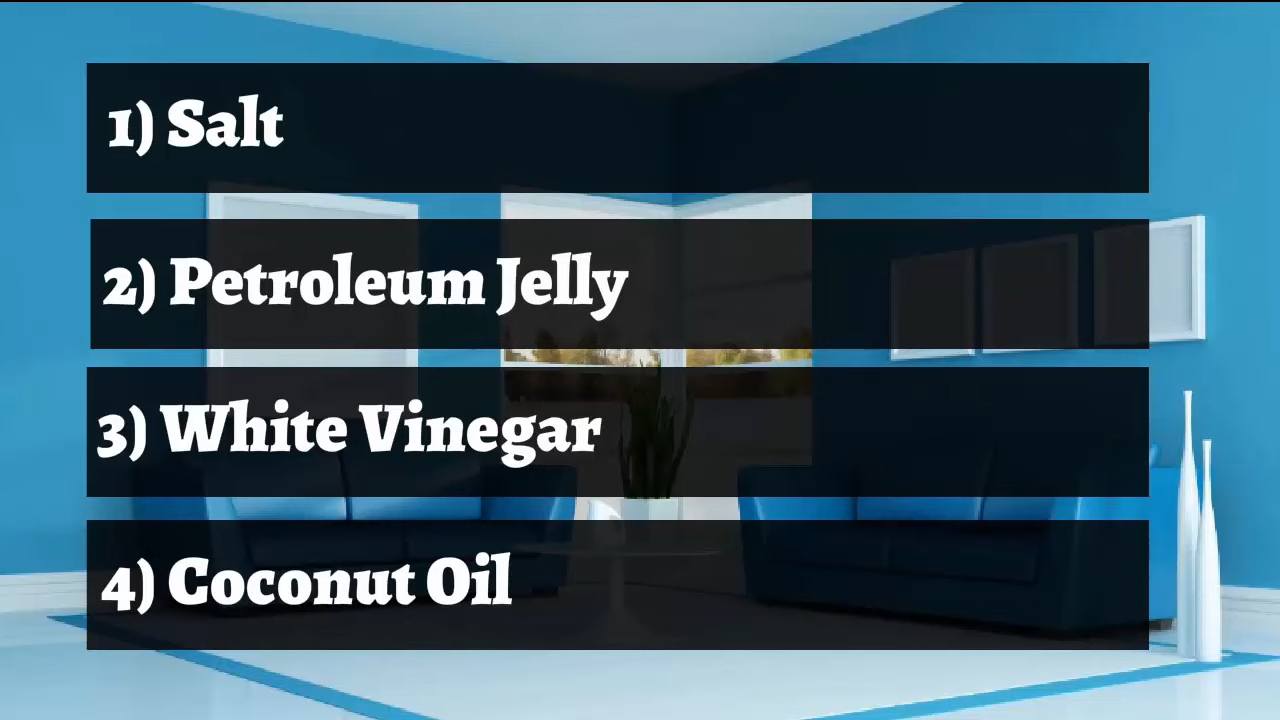 1) Salt
2) Petroleum Jelly
3) White Vinegar
4) Coconut Oil